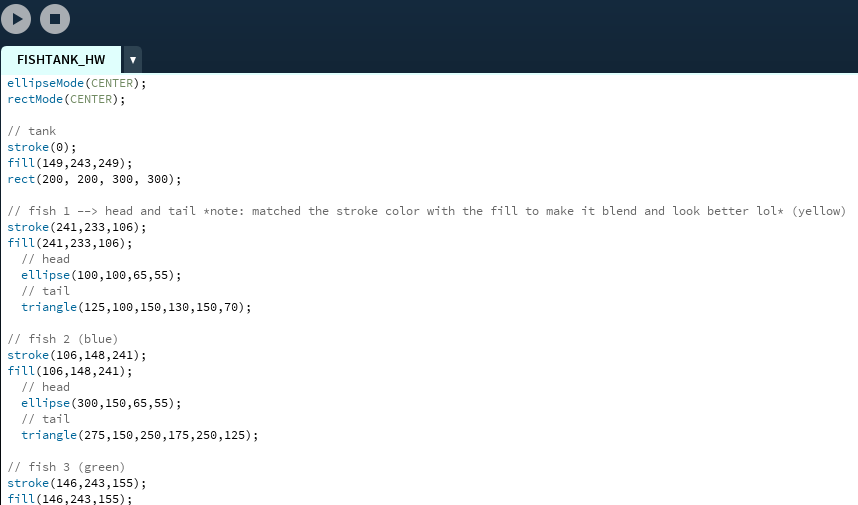 FISHTANK_HW ▼
ellipseMode(CENTER);
rectMode(CENTER);

// tank
stroke(0);
fill(149,243,249);
rect(200, 200, 300, 300);

// fish 1 --> head and tail *note: matched the stroke color with the fill to make it blend and look better lol* (yellow)
stroke(241,233,106);
fill(241,233,106);
  // head
  ellipse(100,100,65,55);
  // tail
  triangle(125,100,150,130,150,70);

// fish 2 (blue)
stroke(106,148,241);
fill(106,148,241);
  // head
  ellipse(300,150,65,55);
  // tail
  triangle(275,150,250,175,250,125);

// fish 3 (green)
stroke(146,243,155);
fill(146,243,155);